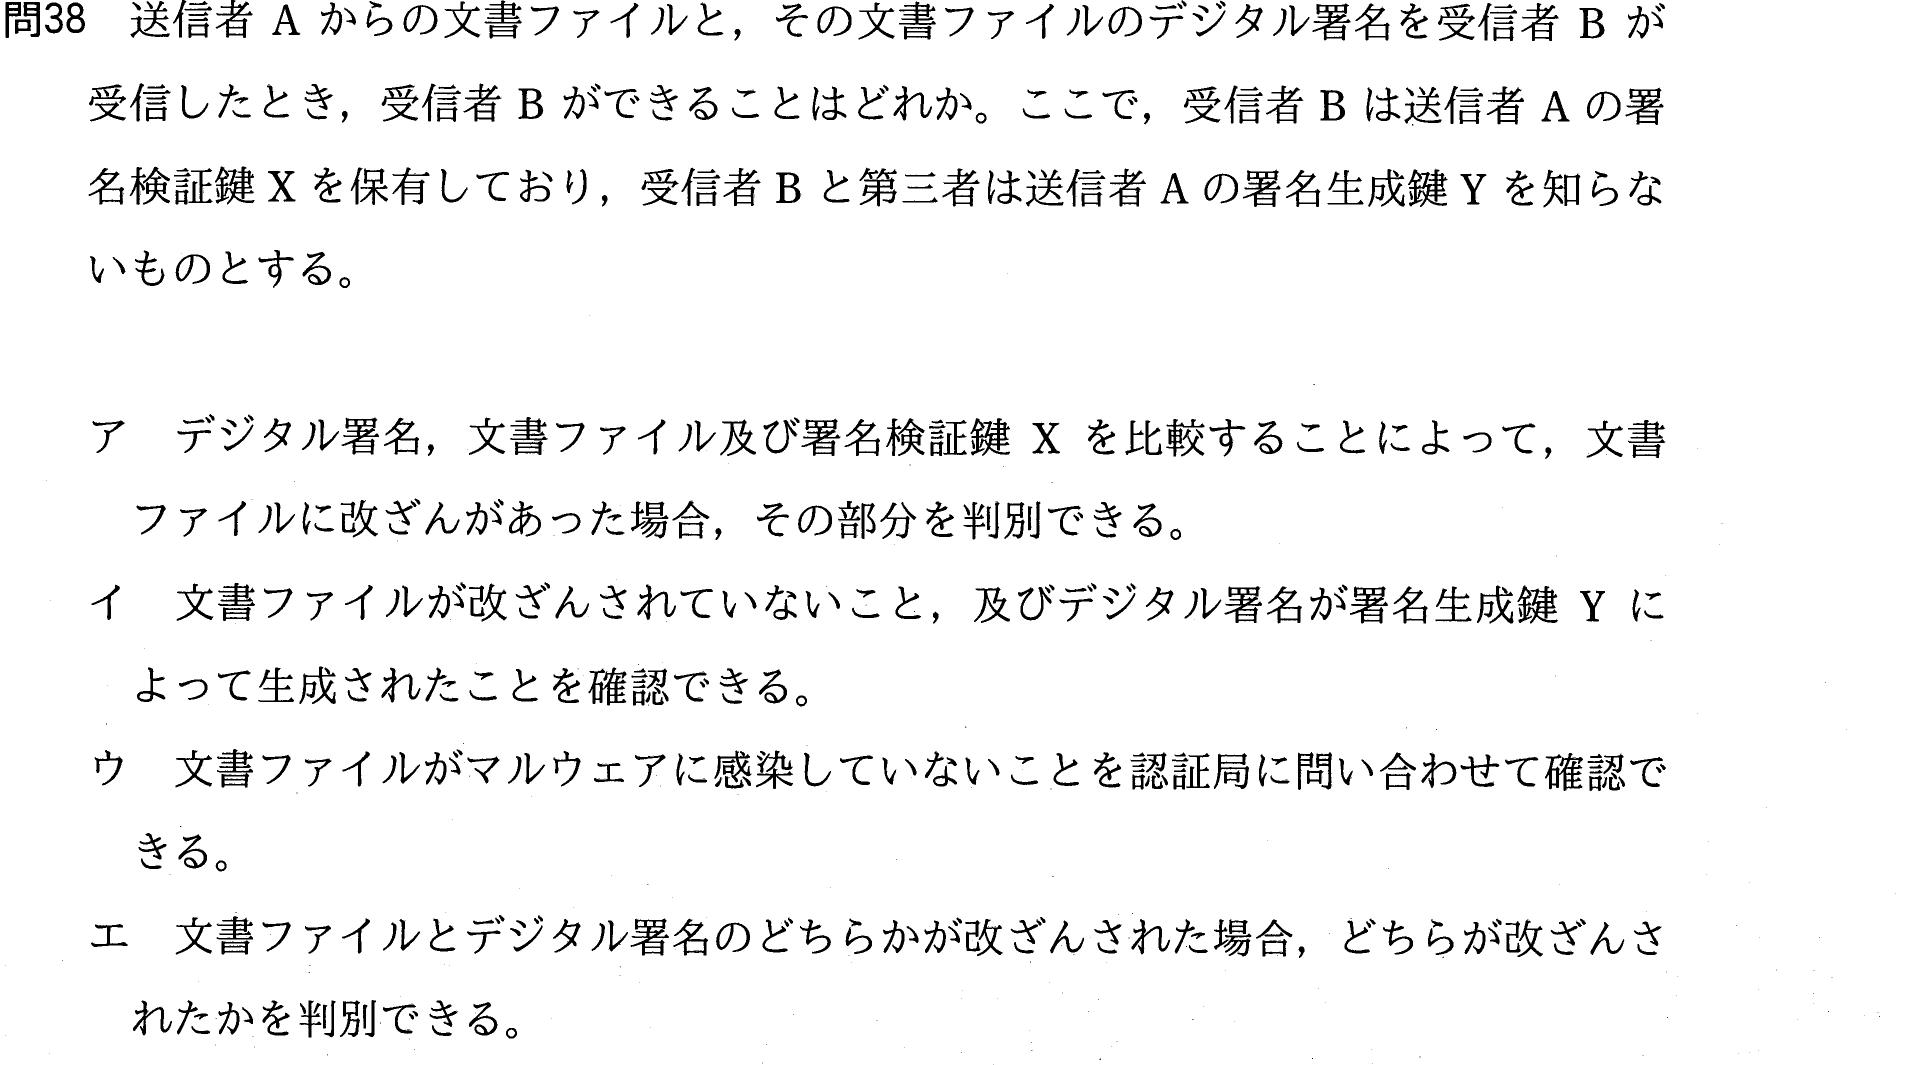 問38 送信者 A からの文書ファイルと，その文書ファイルのデジタル署名を受信者 B が
受信したとき，受信者 B ができることはどれか。ここで，受信者 B は送信者 A の署
名検証鍵 X を保有しており，受信者 B と第三者は送信者 A の署名生成鍵 Y を知らな
いものとする。
ア デジタル署名，文書ファイル及び署名検証鍵 X を比較することによって，文書
ファイルに改ざんがあった場合，その部分を判別できる。
イ 文書ファイルが改ざんされていないこと，及びデジタル署名が署名生成鍵 Y に
よって生成されたことを確認できる。
ウ 文書ファイルがマルウェアに感染していないことを認証局に問い合わせて確認で
きる。
エ 文書ファイルとデジタル署名のどちらかが改ざんされた場合，どちらが改ざんさ
れたかを判別できる。